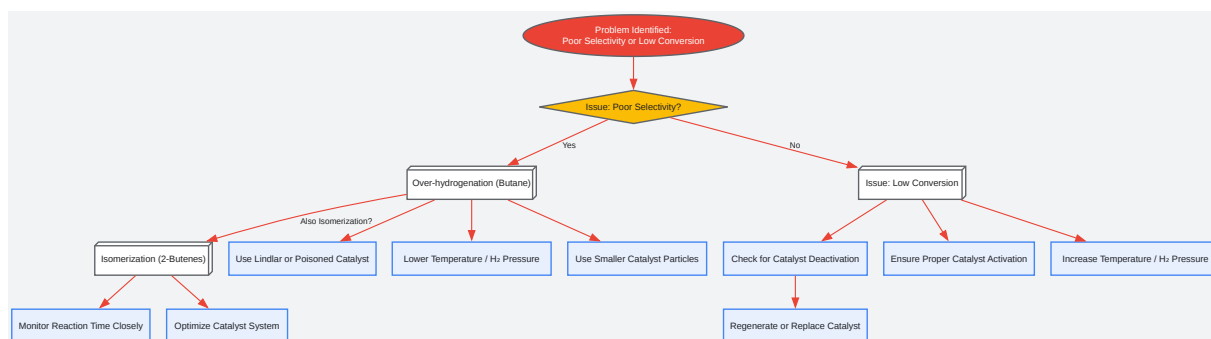 Problem Identified:
Poor Selectivity or Low Conversion
Issue: Poor Selectivity?
Yes
No
Over-hydrogenation (Butane)
Issue: Low Conversion
Also Isomerization?
Isomerization (2-Butenes)
Use Lindlar or Poisoned Catalyst
Lower Temperature / H₂ Pressure
Use Smaller Catalyst Particles
Check for Catalyst Deactivation
Ensure Proper Catalyst Activation
Increase Temperature / H₂ Pressure
Monitor Reaction Time Closely
Optimize Catalyst System
Regenerate or Replace Catalyst